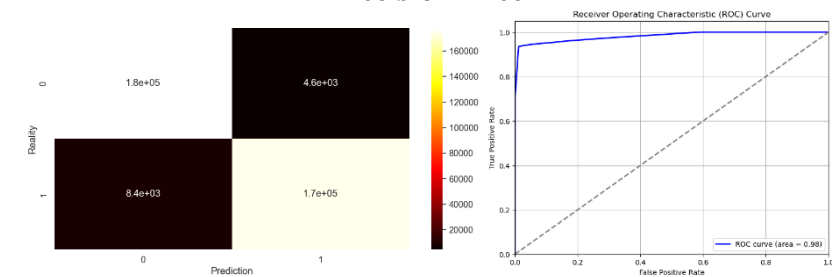 Receiver Operating Characteristic (ROC) Curve
0
1
Reality
1.8e+05
4.6e+03
8.4e+03
1.7e+05
0
1
Prediction
160000
140000
120000
100000
80000
60000
40000
20000
True Positive Rate
1.0
0.8
0.6
0.4
0.2
0.0
ROC curve (area = 0.98)
0.0
0.2
0.4
0.6
0.8
1.0
False Positive Rate